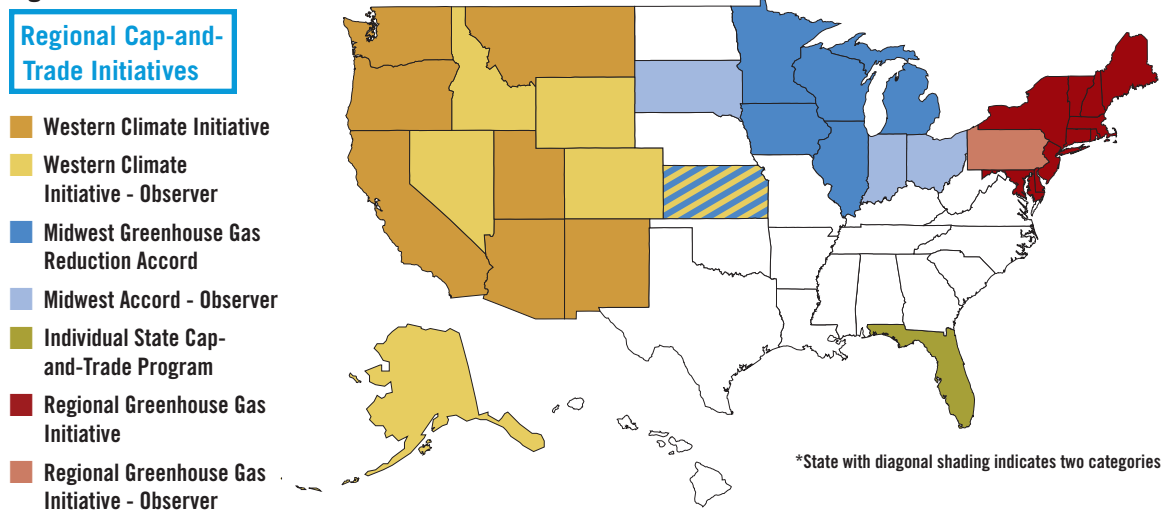 Regional Cap-and-
Trade Initiatives
Western Climate Initiative
Western Climate
Initiative - Observer
Midwest Greenhouse Gas
Reduction Accord
Midwest Accord - Observer
Individual State Cap-
and-Trade Program
Regional Greenhouse Gas
Initiative
Regional Greenhouse Gas
Initiative - Observer
*State with diagonal shading indicates two categories